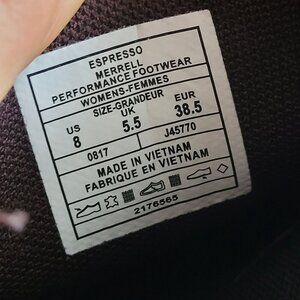 ESPRESSO
MERRELL
PERFORMANCE FOOTWEAR
WOMENS-FEMMES
SIZE-GRANDEUR
US UK EUR
8 5.5 38.5
0817 J45770
MADE IN VIETNAM
FABRIQUE EN VIETNAM
2176565